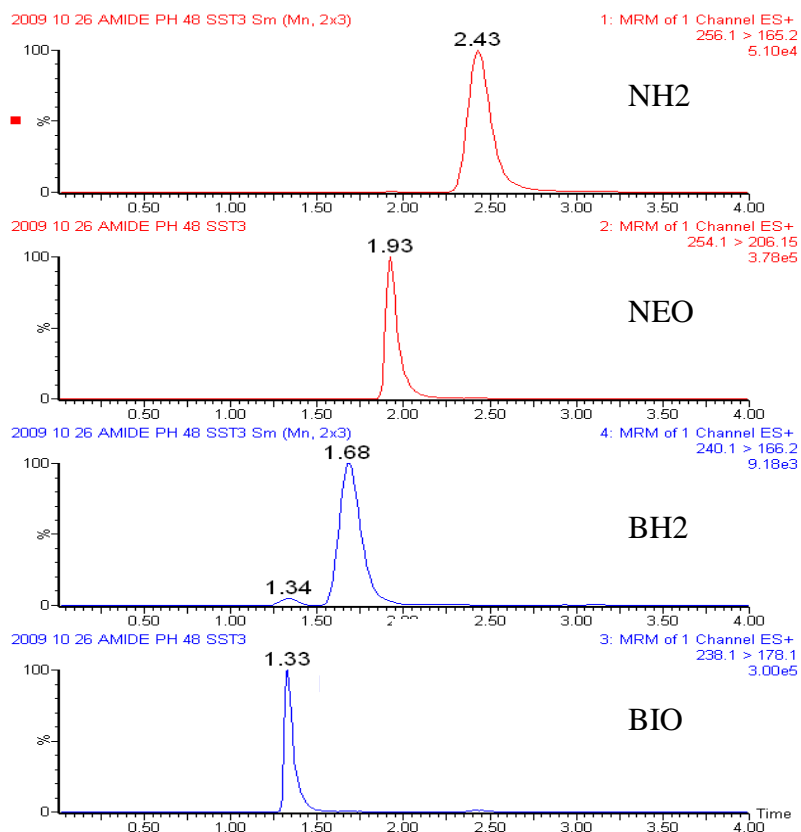 2009 10 26 AMIDE PH 48 SST3 Sm (Mn, 2x3) 1: MRM of 1 Channel ES+
256.1 > 165.2
5.10e4
2.43
100
NH2
%
0
0.50 1.00 1.50 2.00 2.50 3.00 3.50 4.00
2009 10 26 AMIDE PH 48 SST3 2: MRM of 1 Channel ES+
254.1 > 206.15
3.78e5
1.93
100
NEO
%
0
0.50 1.00 1.50 2.00 2.50 3.00 3.50 4.00
2009 10 26 AMIDE PH 48 SST3 Sm (Mn, 2x3) 4: MRM of 1 Channel ES+
240.1 > 166.2
9.18e3
1.68
100
BH2
%
1.34
0
0.50 1.00 1.50 2.00 2.50 3.00 3.50 4.00
2009 10 26 AMIDE PH 48 SST3 3: MRM of 1 Channel ES+
238.1 > 178.1
3.00e5
1.33
100
BIO
%
0
Time
0.50 1.00 1.50 2.00 2.50 3.00 3.50 4.00